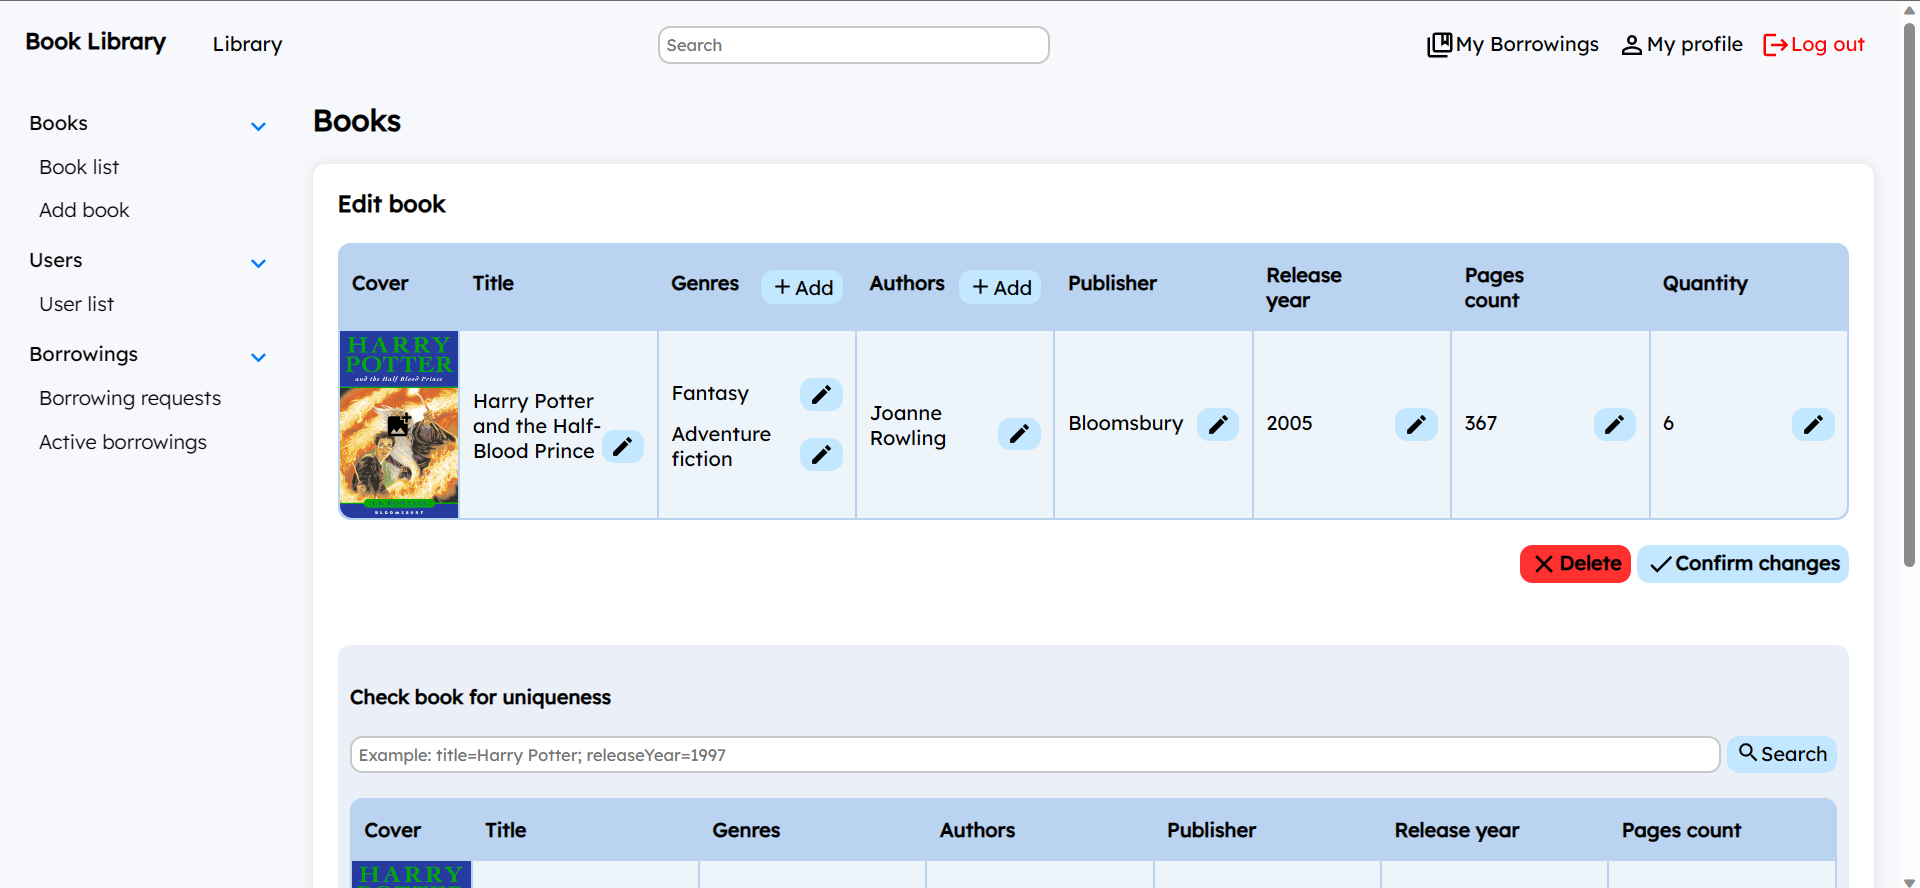 Book Library
Library
Search
My Borrowings
My profile
Log out
Books
Book list
Add book
Users
User list
Borrowings
Borrowing requests
Active borrowings
Books
Edit book
Cover
Title
Genres
+ Add
Authors
+ Add
Publisher
Release
year
Pages
count
Quantity
HARRY
POTTER
and the Half Blood Prince
BLOOMSBURY
Harry Potter
and the Half-
Blood Prince
Fantasy
Adventure
fiction
Joanne
Rowling
Bloomsbury
2005
367
6
Delete
Confirm changes
Check book for uniqueness
Example: title=Harry Potter; releaseYear=1997
Search
Cover
Title
Genres
Authors
Publisher
Release year
Pages count
HARRY